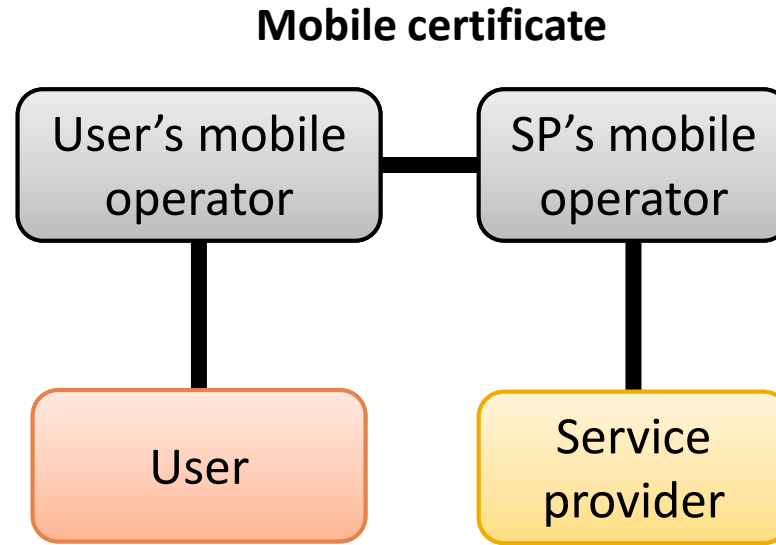 Mobile certificate
User’s mobile
operator
SP’s mobile
operator
User
Service
provider